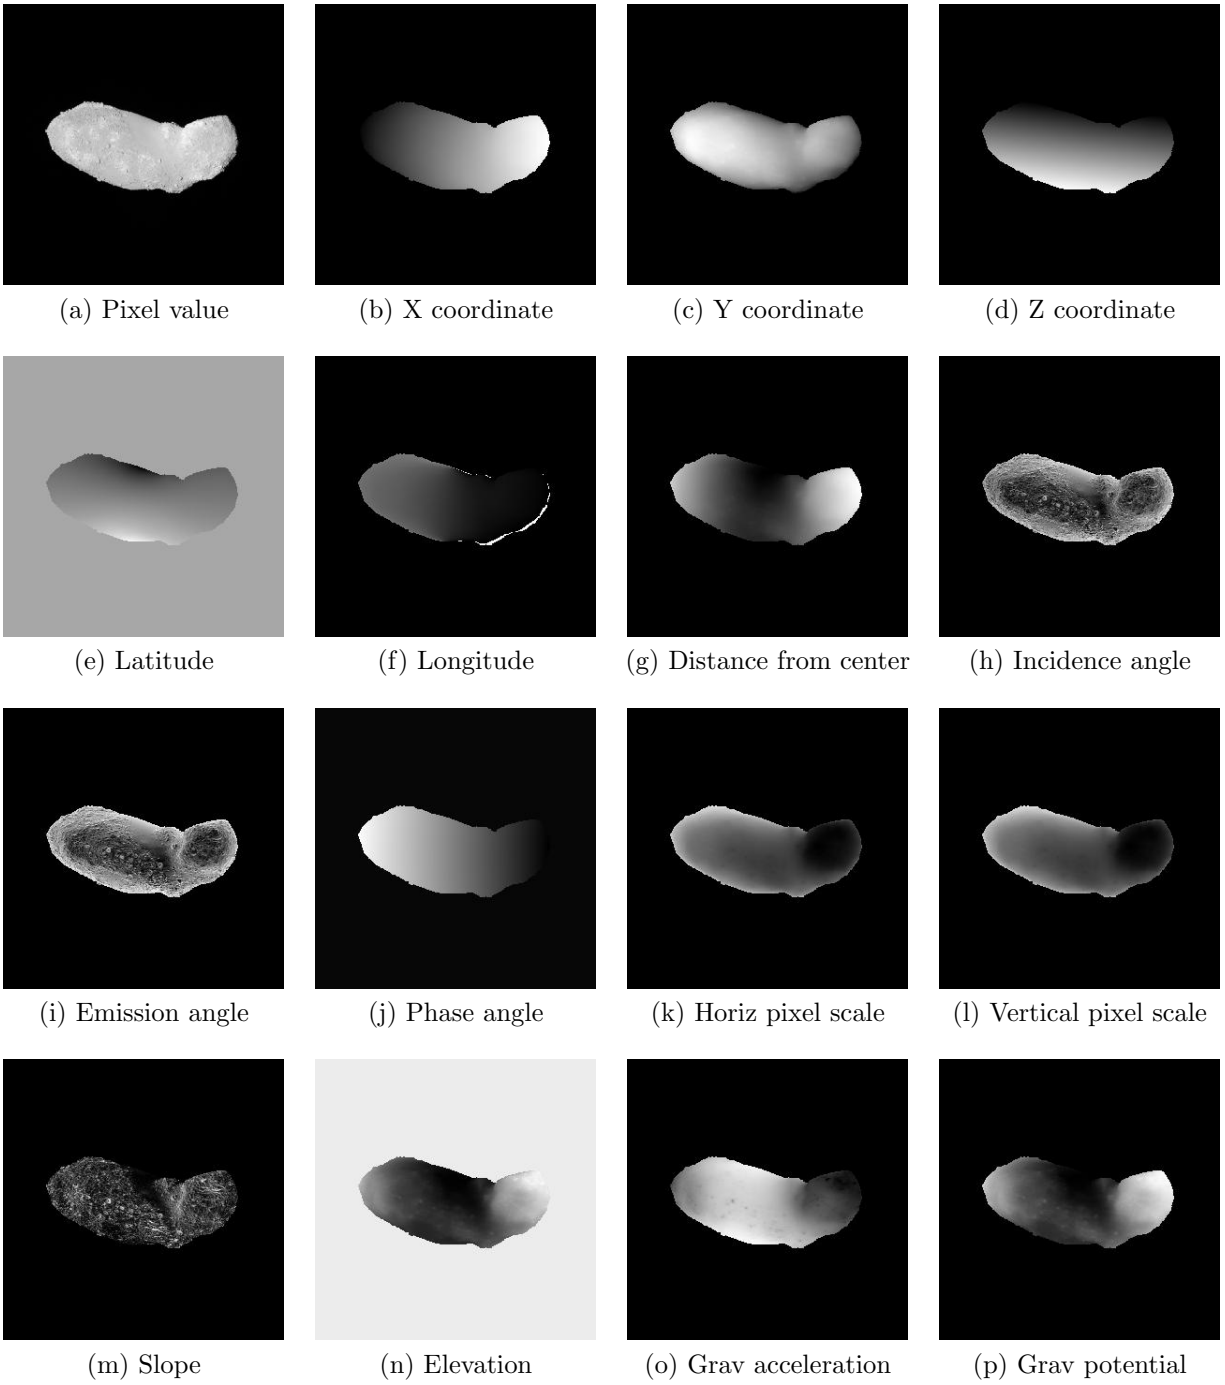 (a) Pixel value
(b) X coordinate
(c) Y coordinate
(d) Z coordinate
(e) Latitude
(f) Longitude
(g) Distance from center
(h) Incidence angle
(i) Emission angle
(j) Phase angle
(k) Horiz pixel scale
(l) Vertical pixel scale
(m) Slope
(n) Elevation
(o) Grav acceleration
(p) Grav potential